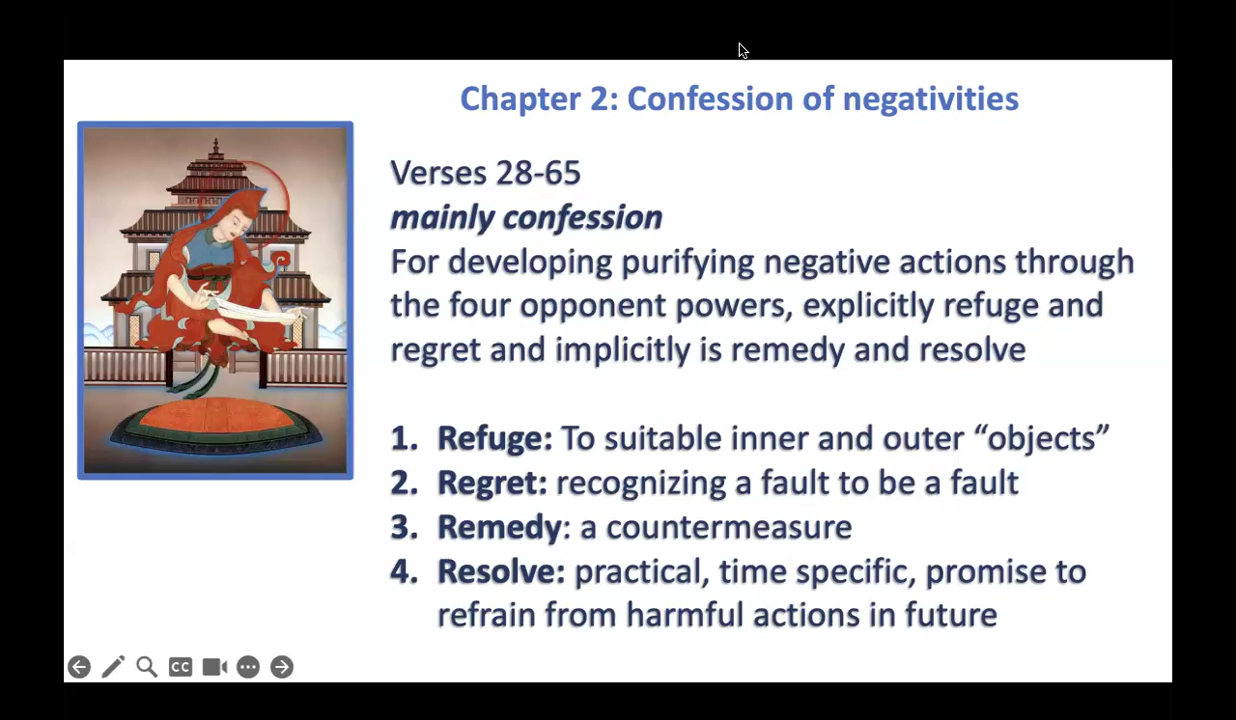 Chapter 2: Confession of negativities
Verses 28-65
mainly confession
For developing purifying negative actions through
the four opponent powers, explicitly refuge and
regret and implicitly is remedy and resolve
1. Refuge: To suitable inner and outer “objects”
2. Regret: recognizing a fault to be a fault
3. Remedy: a countermeasure
4. Resolve: practical, time specific, promise to
refrain from harmful actions in future
CC